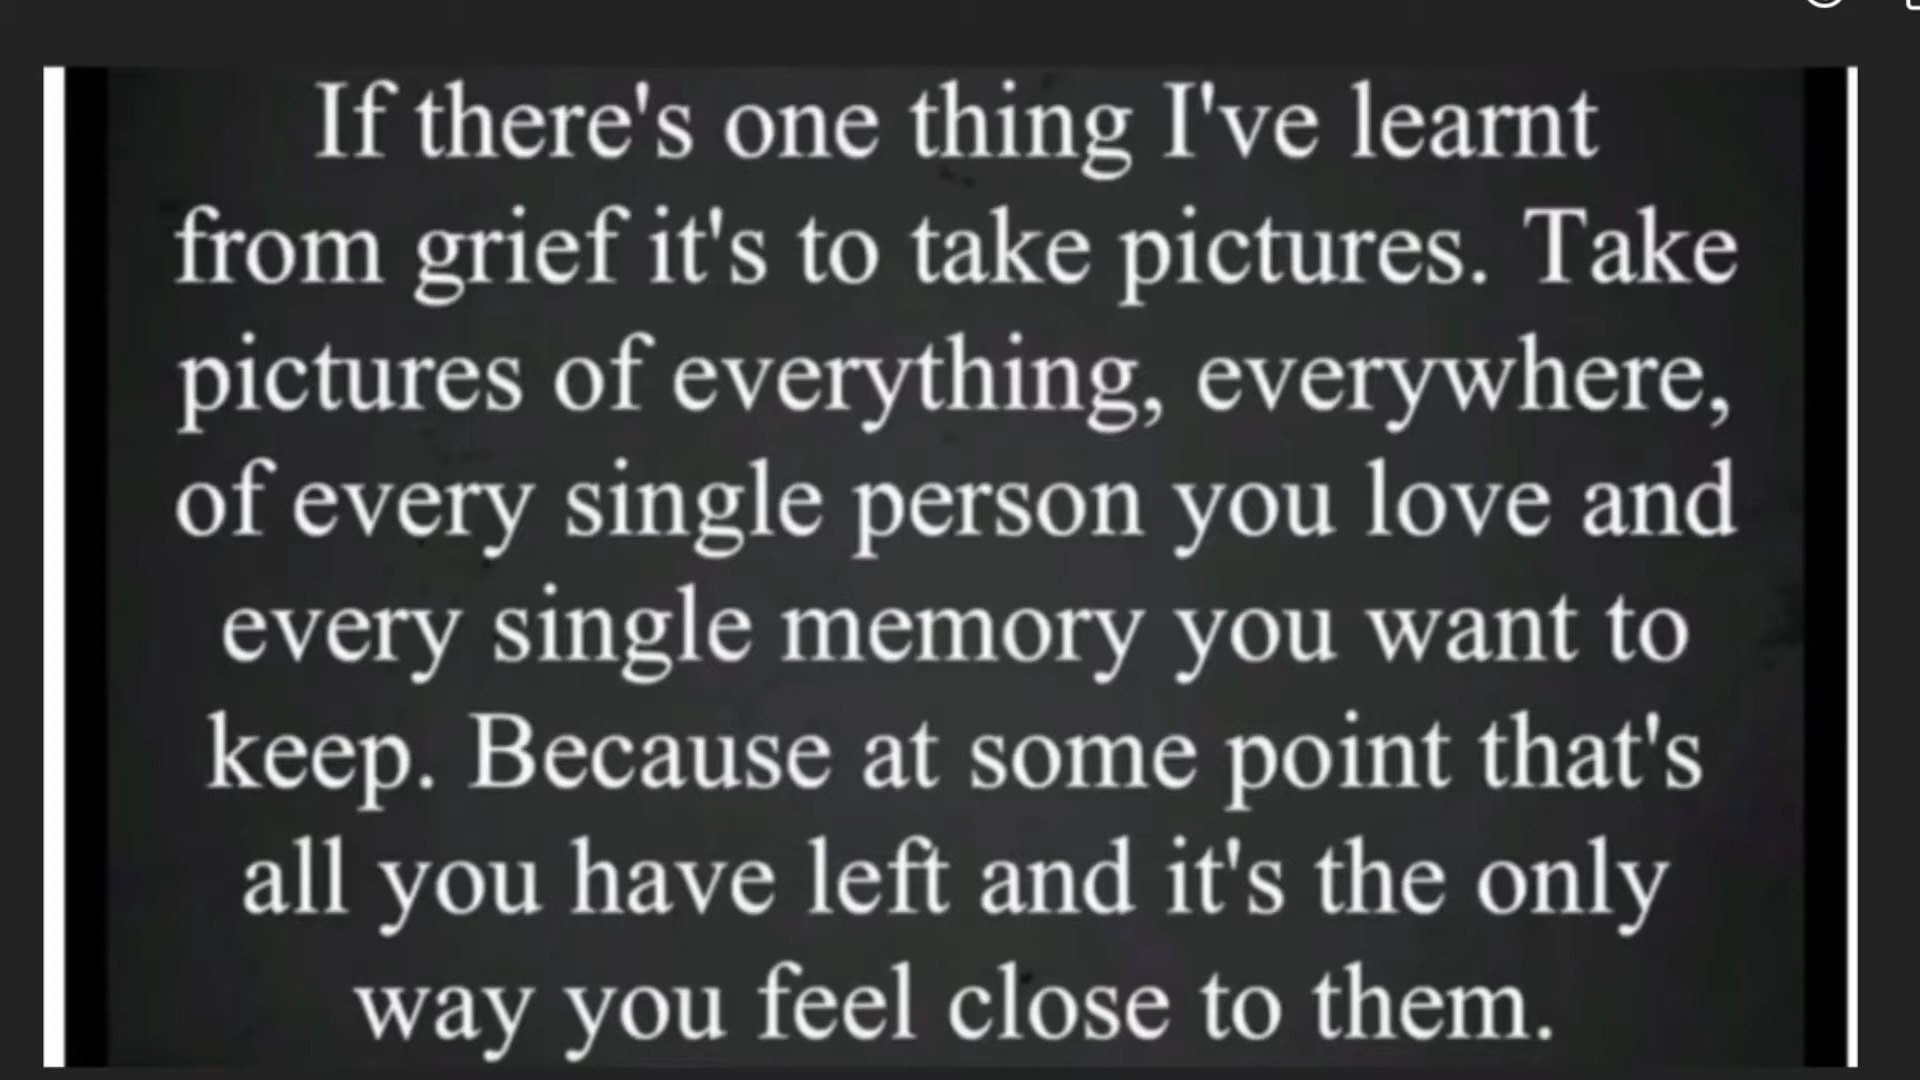 If there's one thing I've learnt
from grief it's to take pictures. Take
pictures of everything, everywhere,
of every single person you love and
every single memory you want to
keep. Because at some point that's
all you have left and it's the only
way you feel close to them.